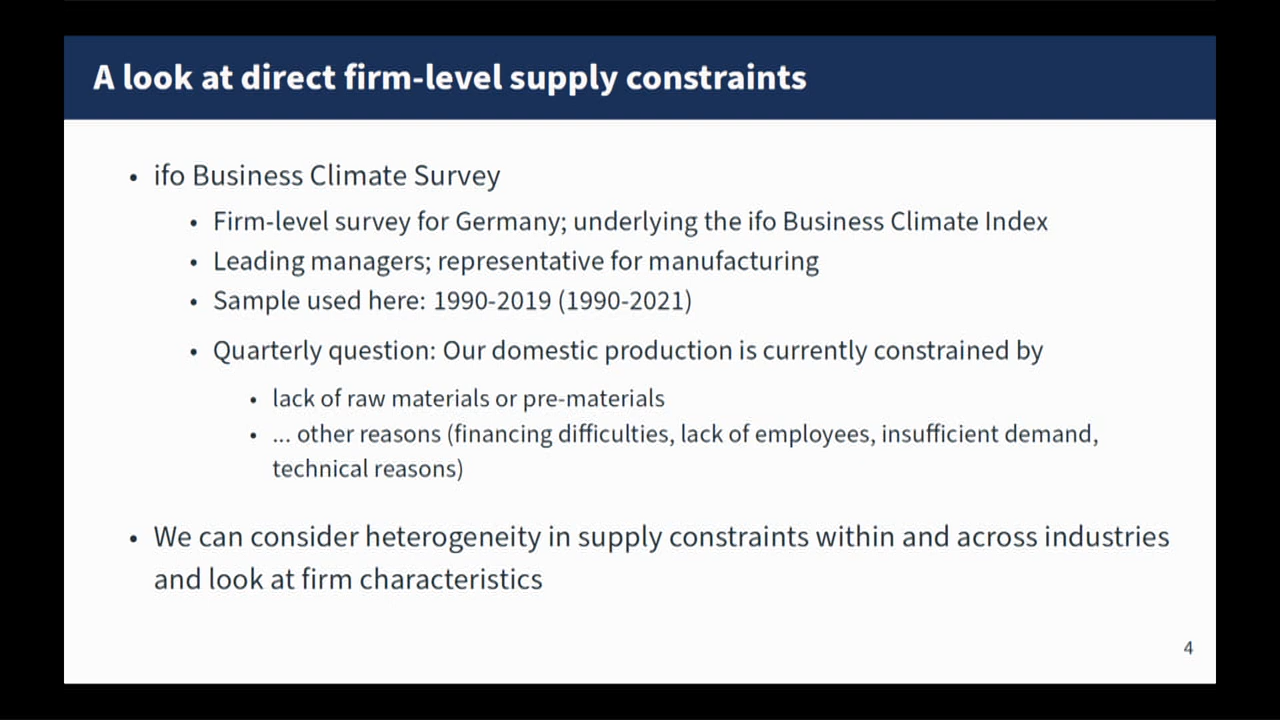 A look at direct firm-level supply constraints
• ifo Business Climate Survey
• Firm-level survey for Germany; underlying the ifo Business Climate Index
• Leading managers; representative for manufacturing
• Sample used here: 1990-2019 (1990-2021)
• Quarterly question: Our domestic production is currently constrained by
• lack of raw materials or pre-materials
• ... other reasons (financing difficulties, lack of employees, insufficient demand,
technical reasons)
• We can consider heterogeneity in supply constraints within and across industries
and look at firm characteristics
4